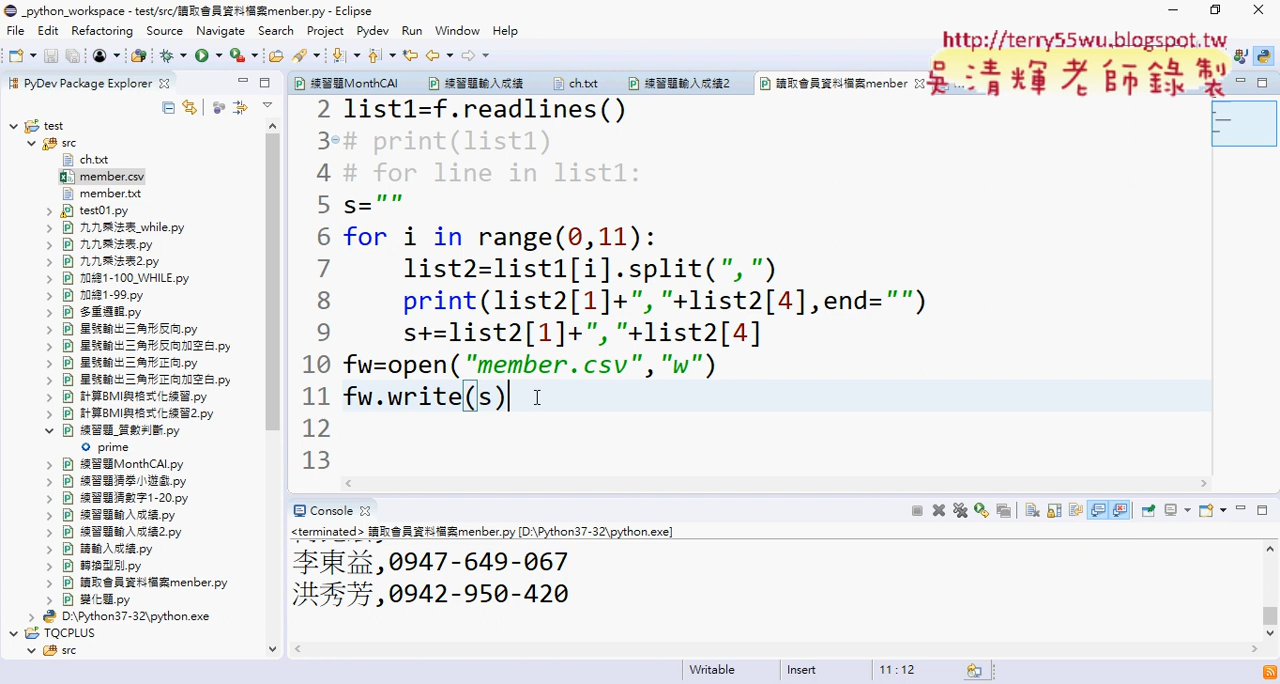 _python_workspace - test/src/讀取會員資料檔案menber.py - Eclipse
File Edit Refactoring Source Navigate Search Project Pydev Run Window Help
http://terry55wu.blogspot.tw
吳清輝老師錄製
PyDev Package Explorer
練習題MonthCAI 練習題輸入成績 ch.txt 練習題輸入成績2 讀取會員資料檔案menber
test
src
ch.txt
member.csv
member.txt
test01.py
九九乘法表_while.py
九九乘法表.py
九九乘法表2.py
加總1-100_WHILE.py
加總1-99.py
多重邏輯.py
星號輸出三角形反向.py
星號輸出三角形反向加空白.py
星號輸出三角形正向.py
星號輸出三角形正向加空白.py
計算BMI與格式化練習.py
計算BMI與格式化練習2.py
練習題_質數判斷.py
prime
練習題MonthCAI.py
練習題猜拳小遊戲.py
練習題猜數字1-20.py
練習題輸入成績.py
練習題輸入成績2.py
請輸入成績.py
轉換型別.py
讀取會員資料檔案menber.py
變化題.py
D:\Python37-32\python.exe
TQCPLUS
src
2 list1=f.readlines()
3 # print(list1)
4 # for line in list1:
5 s=""
6 for i in range(0,11):
7 list2=list1[i].split(",")
8 print(list2[1]+","+list2[4],end="")
9 s+=list2[1]+","+list2[4]
10 fw=open("member.csv","w")
11 fw.write(s)
12
13
Console
<terminated> 讀取會員資料檔案menber.py [D:\Python37-32\python.exe]
李東益,0947-649-067
洪秀芳,0942-950-420
Writable Insert 11 : 12